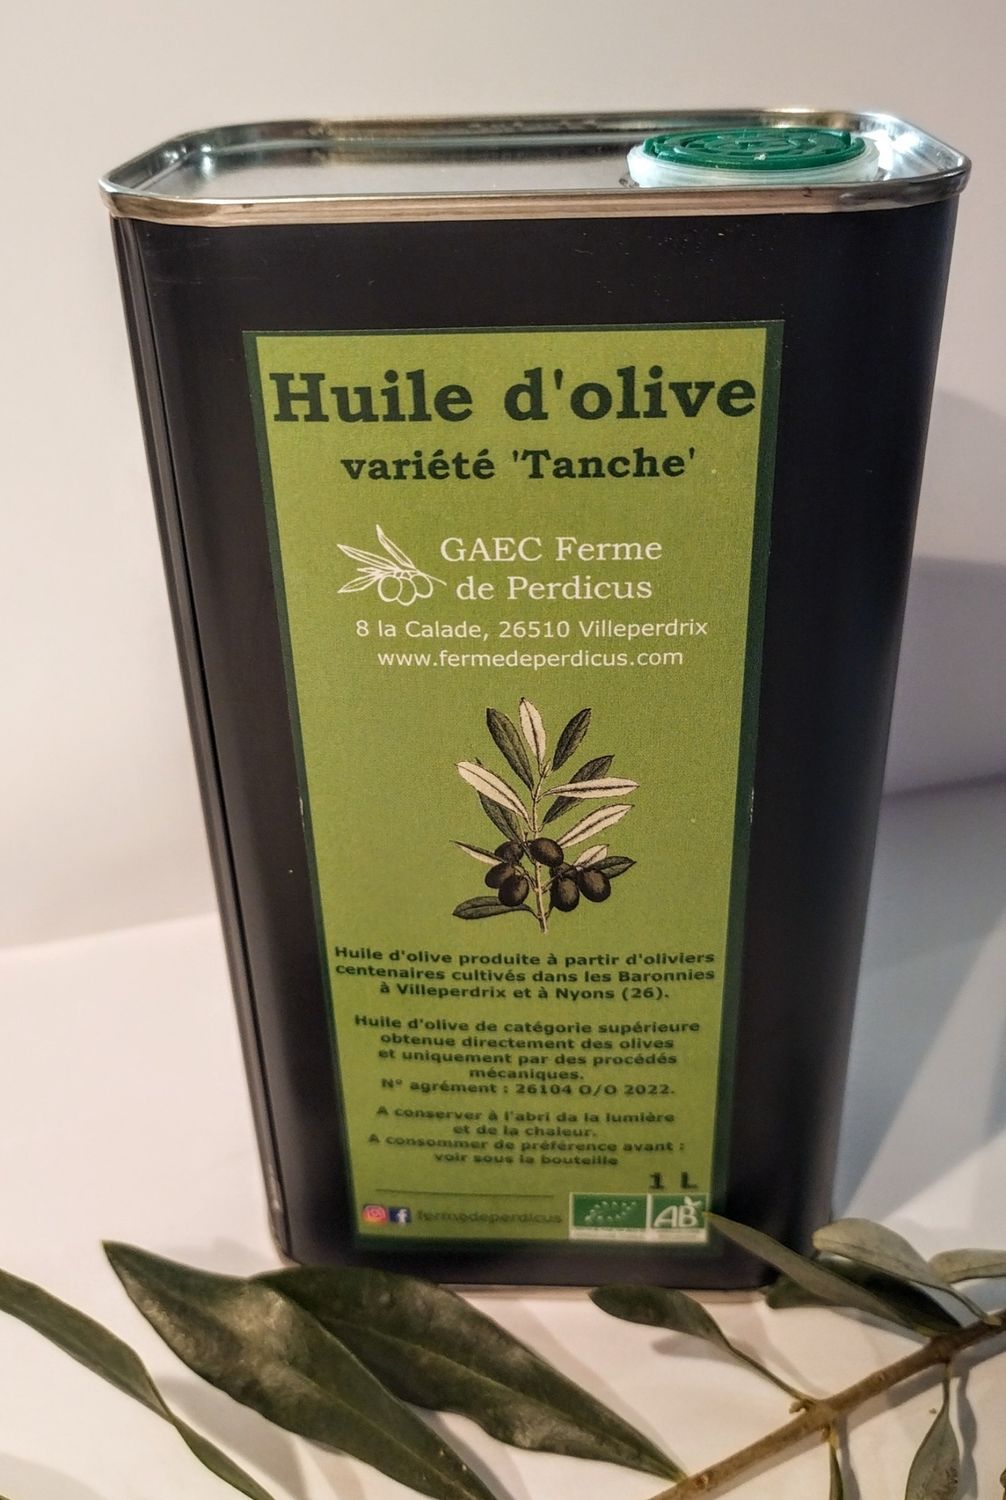 Huile d'olive
variété 'Tanche'
GAEC Ferme
de Perdicus
8 la Calade, 26510 Villeperdrix
www.fermedeperdicus.com
Huile d'olive produite à partir d'oliviers
centenaires cultivés dans les Baronnies
à Villeperdrix et à Nyons (26).
Huile d'olive de catégorie supérieure
obtenue directement des olives
et uniquement par des procédés
mécaniques.
N° agrément : 26104 O/O 2022.
A conserver à l'abri da la lumière
et de la chaleur.
A consommer de préférence avant :
voir sous la bouteille
1 L
fermedeperdicus
AB